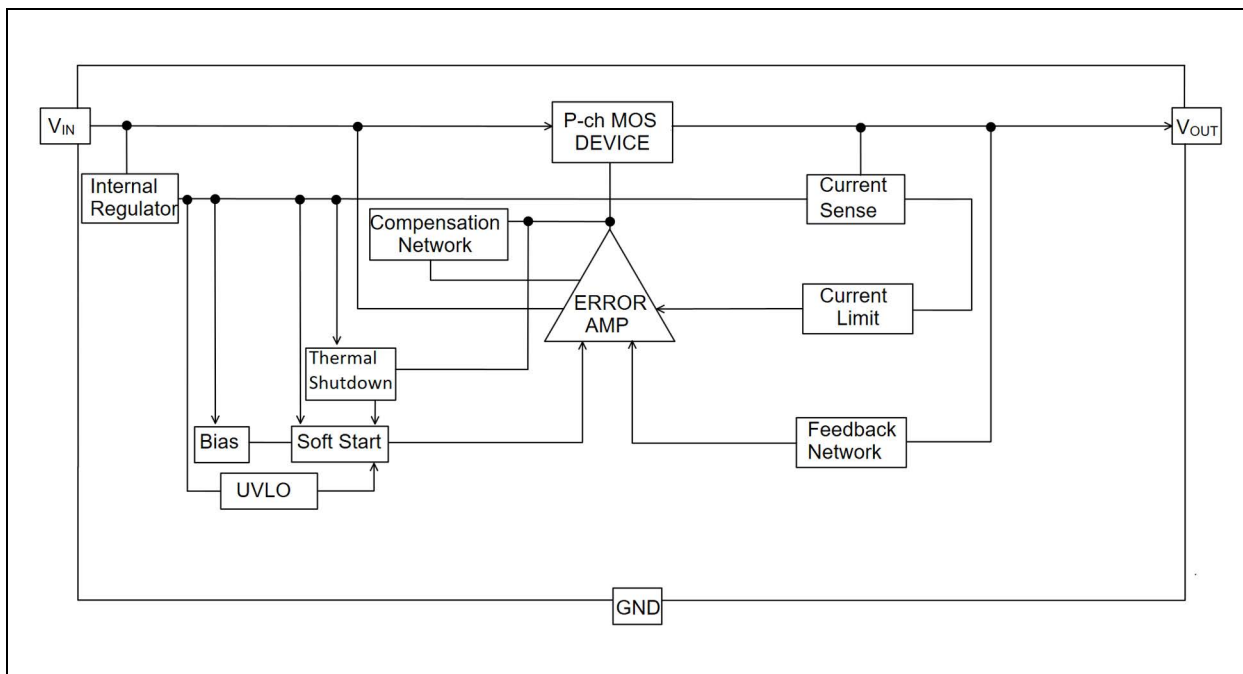 P-ch MOS
DEVICE
VIN
VOUT
Internal
Regulator
Current
Sense
Compensation
Network
ERROR
AMP
Current
Limit
Thermal
Shutdown
Bias
Soft Start
Feedback
Network
UVLO
GND